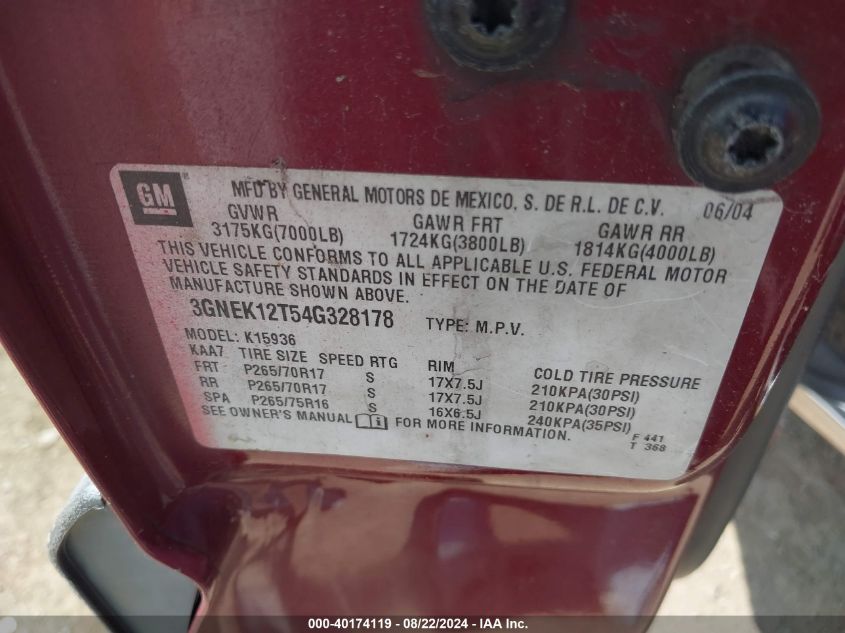 GM
MFD BY GENERAL MOTORS DE MEXICO, S. DE R.L. DE C.V. 06/04
GVWR GAWR FRT GAWR RR
3175KG(7000LB) 1724KG(3800LB) 1814KG(4000LB)
THIS VEHICLE CONFORMS TO ALL APPLICABLE U.S. FEDERAL MOTOR
VEHICLE SAFETY STANDARDS IN EFFECT ON THE DATE OF
MANUFACTURE SHOWN ABOVE.
3GNEK12T54G328178 TYPE: M.P.V.
MODEL: K15936
KAA7 TIRE SIZE SPEED RTG RIM COLD TIRE PRESSURE
FRT P265/70R17 S 17X7.5J 210KPA(30PSI)
RR P265/70R17 S 17X7.5J 210KPA(30PSI)
SPA P265/75R16 S 16X6.5J 240KPA(35PSI)
SEE OWNER'S MANUAL FOR MORE INFORMATION.
F 441
T 368
000-40174119 - 08/22/2024 - IAA Inc.